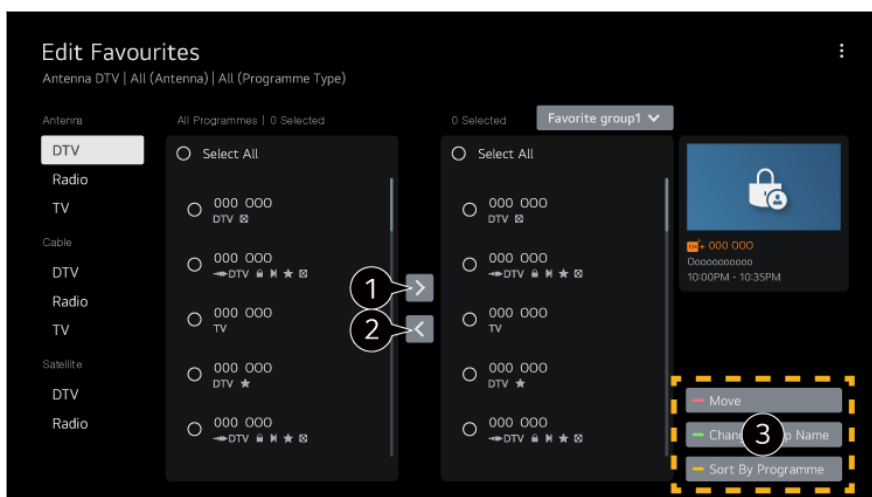 Edit Favourites
Antenna DTV | All (Antenna) | All (Programme Type)
Antenna
DTV
Radio
TV
Cable
DTV
Radio
TV
Satellite
DTV
Radio
All Programmes | 0 Selected
Select All
000 000
DTV
000 000
DTV
000 000
TV
000 000
DTV
000 000
DTV
1
2
0 Selected
Favorite group1
Select All
000 000
DTV
000 000
DTV
000 000
TV
000 000
DTV
000 000
DTV
000 000
Oooooooooo
10:00PM - 10:35PM
Move
3
Name
Sort By Programme